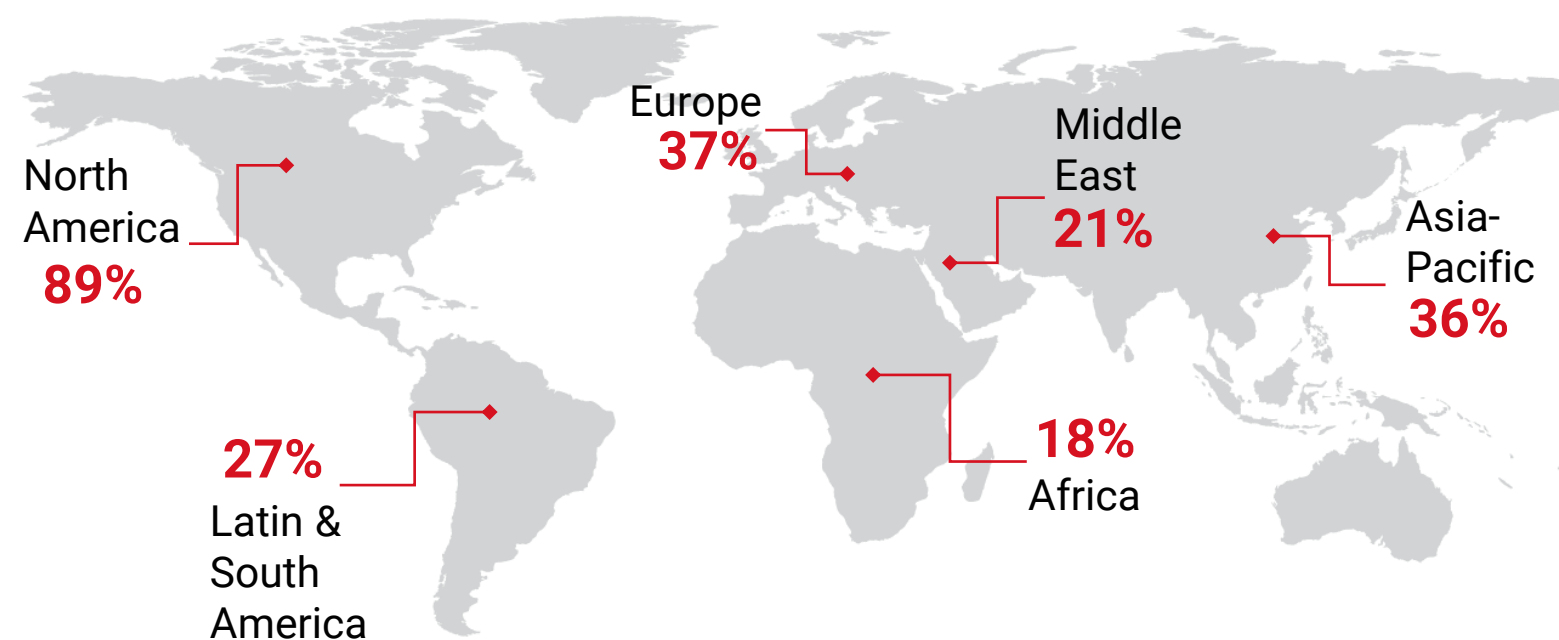 North
America
89%
Europe
37%
Middle
East
21%
Asia-
Pacific
36%
27%
Latin &
South
America
18%
Africa